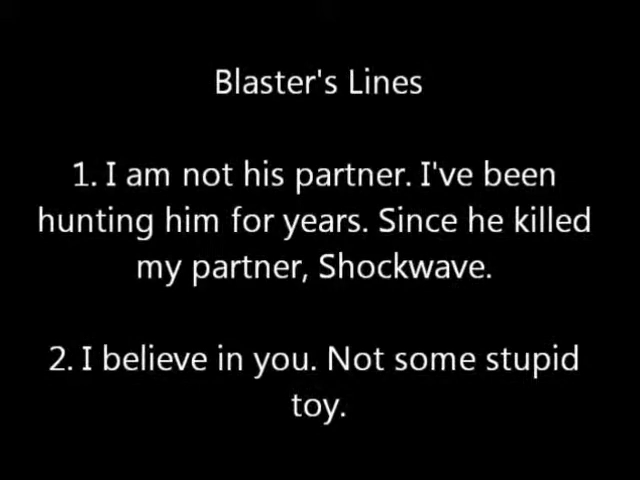 Blaster's Lines
1. I am not his partner. I've been
hunting him for years. Since he killed
my partner, Shockwave.
2. I believe in you. Not some stupid
toy.